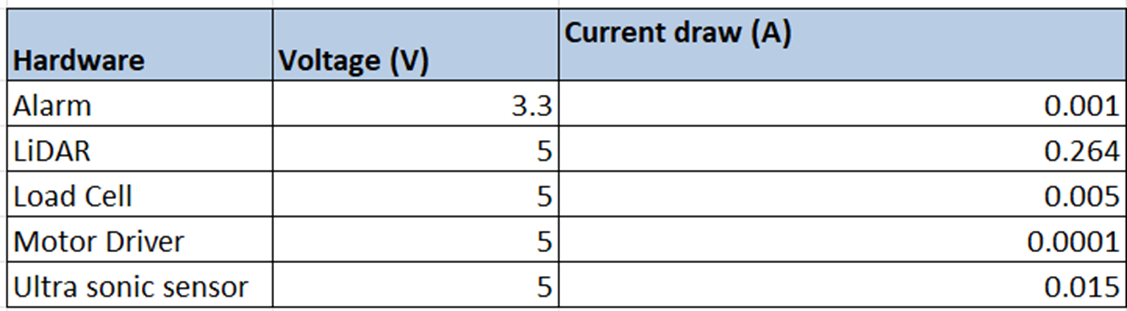 Hardware Voltage (V) Current draw (A)
Alarm 3.3 0.001
LiDAR 5 0.264
Load Cell 5 0.005
Motor Driver 5 0.0001
Ultra sonic sensor 5 0.015